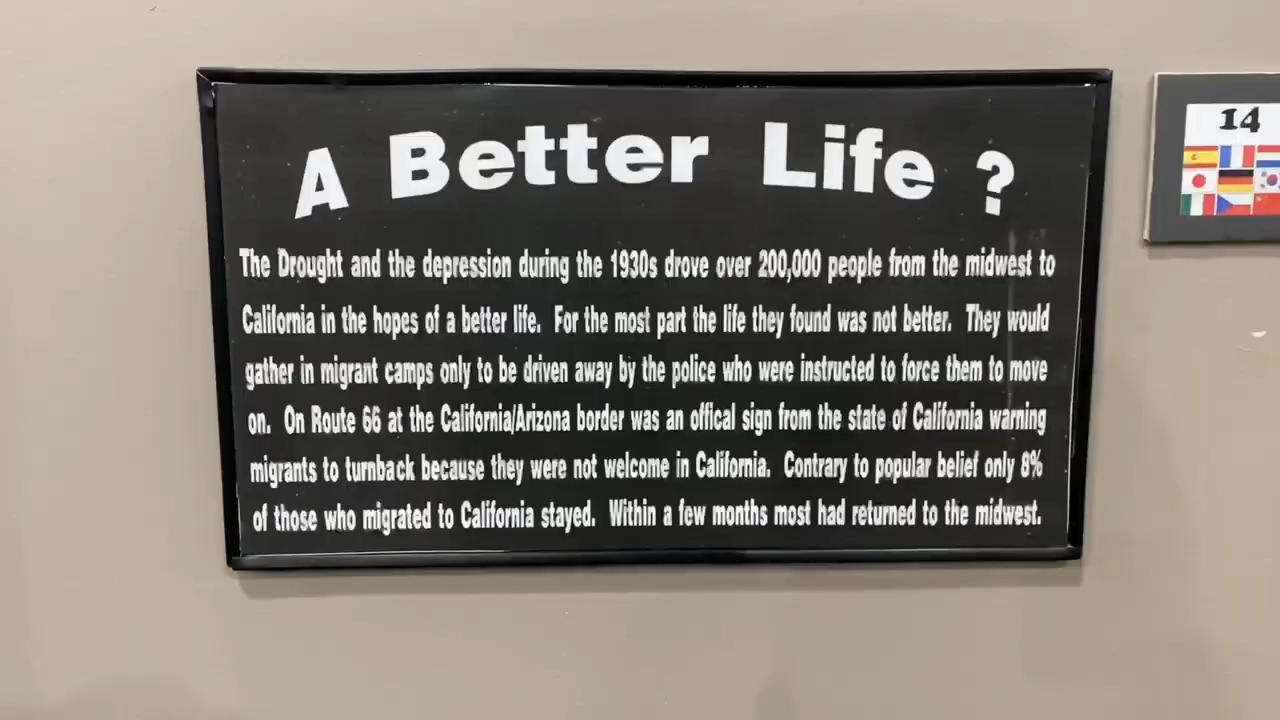 A Better Life ?
The Drought and the depression during the 1930s drove over 200,000 people from the midwest to
California in the hopes of a better life. For the most part the life they found was not better. They would
gather in migrant camps only to be driven away by the police who were instructed to force them to move
on. On Route 66 at the California/Arizona border was an offical sign from the state of California warning
migrants to turnback because they were not welcome in California. Contrary to popular belief only 8%
of those who migrated to California stayed. Within a few months most had returned to the midwest.
14